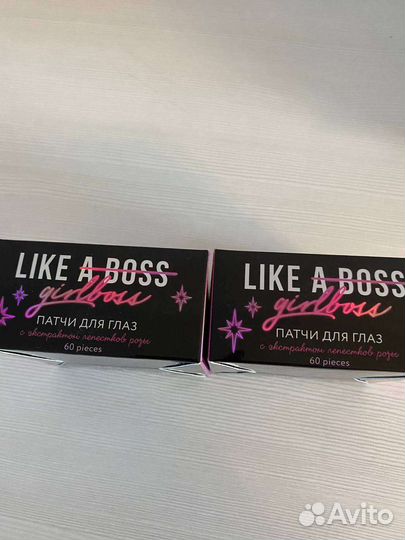 LIKE A BOSS
girlboss
ПАТЧИ ДЛЯ ГЛАЗ
с экстрактом лепестков розы
60 pieces
LIKE A BOSS
girlboss
ПАТЧИ ДЛЯ ГЛАЗ
с экстрактом лепестков розы
60 pieces
Avito